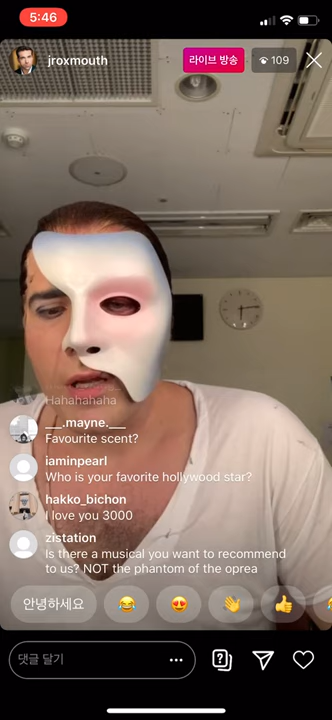 5:46
jroxmouth
라이브 방송
109
Hahahahaha
___.mayne.___
Favourite scent?
iaminpearl
Who is your favorite hollywood star?
hakko_bichon
I love you 3000
zistation
Is there a musical you want to recommend
to us? NOT the phantom of the oprea
안녕하세요
댓글 달기